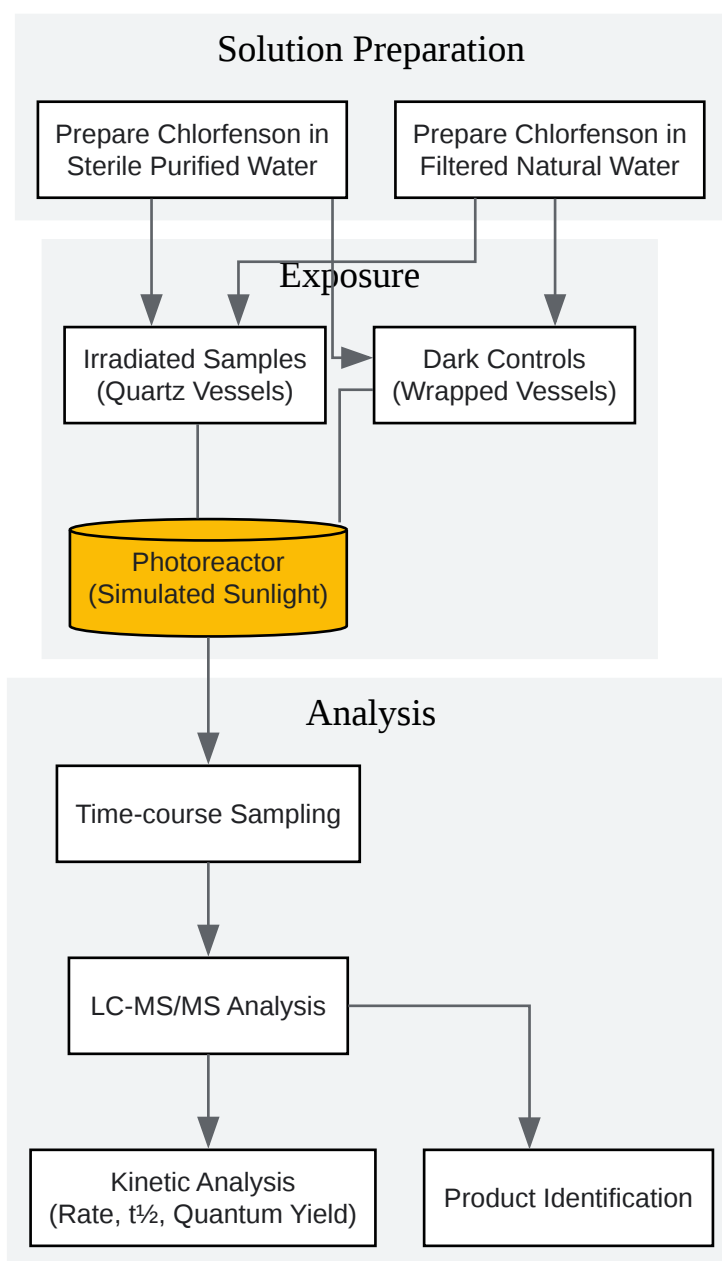 Solution Preparation
Prepare Chlorfenson in
Sterile Purified Water
Prepare Chlorfenson in
Filtered Natural Water
Exposure
Irradiated Samples
(Quartz Vessels)
Dark Controls
(Wrapped Vessels)
Photoreactor
(Simulated Sunlight)
Analysis
Time-course Sampling
LC-MS/MS Analysis
Kinetic Analysis
(Rate, t½, Quantum Yield)
Product Identification